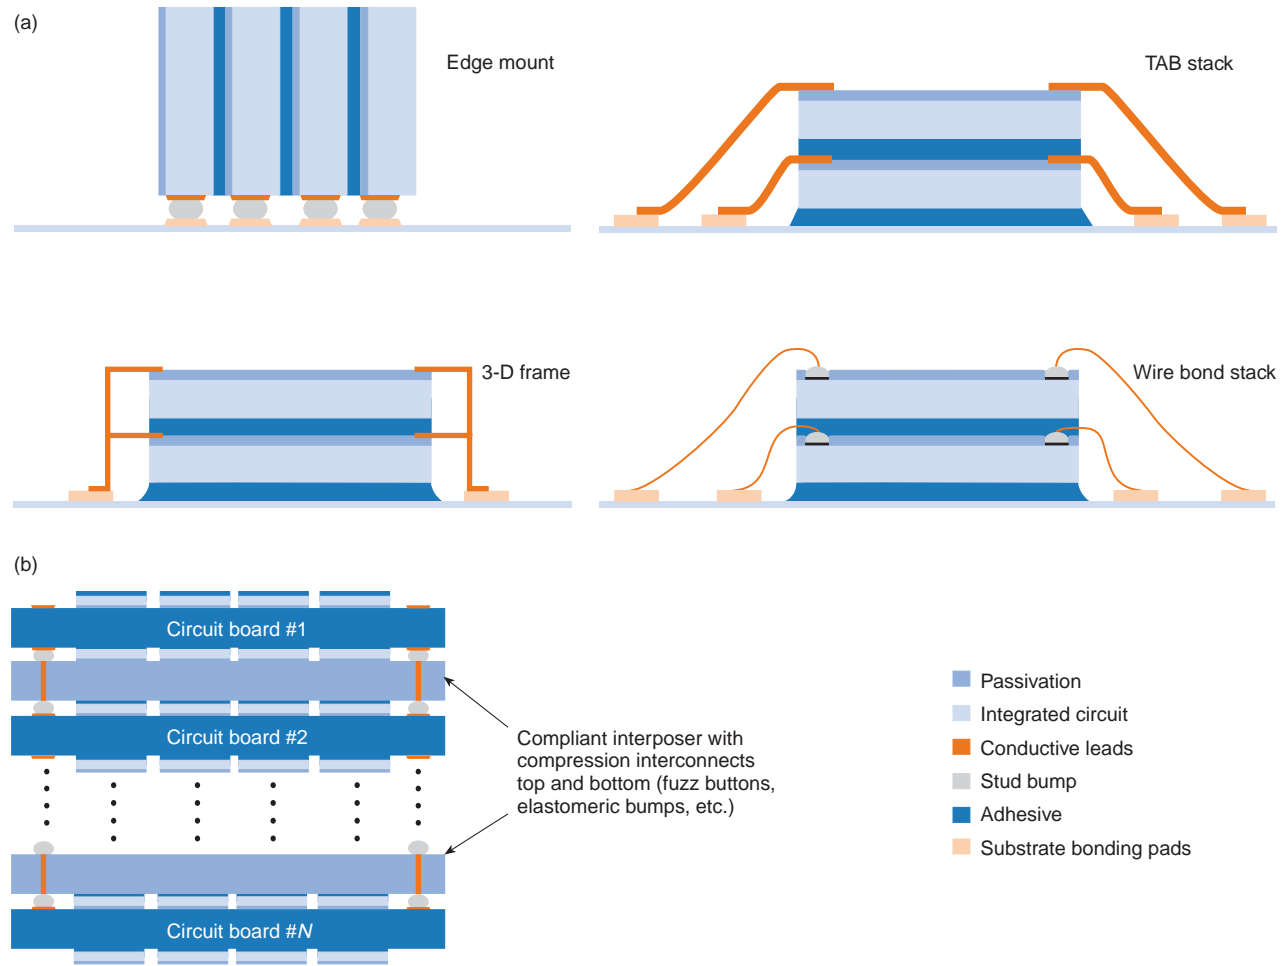 (a)
Edge mount
TAB stack
3-D frame
Wire bond stack
(b)
Circuit board #1
Circuit board #2
Compliant interposer with
compression interconnects
top and bottom (fuzz buttons,
elastomeric bumps, etc.)
Circuit board #N
Passivation
Integrated circuit
Conductive leads
Stud bump
Adhesive
Substrate bonding pads